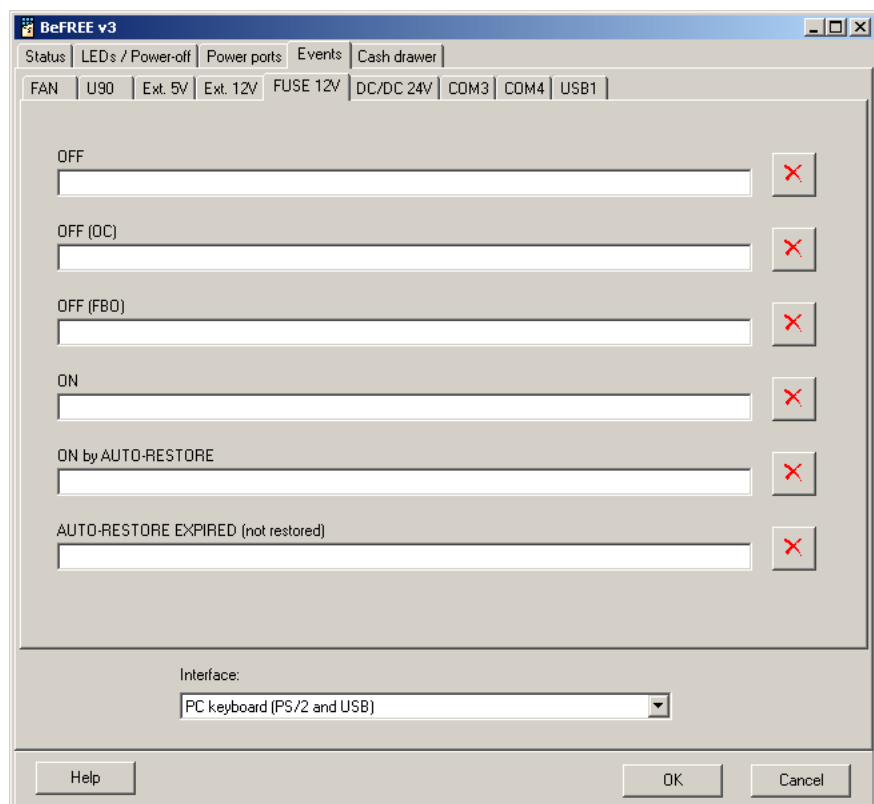 BeFREE v3
Status LEDs / Power-off Power ports Events Cash drawer
FAN U90 Ext. 5V Ext. 12V FUSE 12V DC/DC 24V COM3 COM4 USB1
OFF
OFF (OC)
OFF (FBO)
ON
ON by AUTO-RESTORE
AUTO-RESTORE EXPIRED (not restored)
Interface:
PC keyboard (PS/2 and USB)
Help OK Cancel